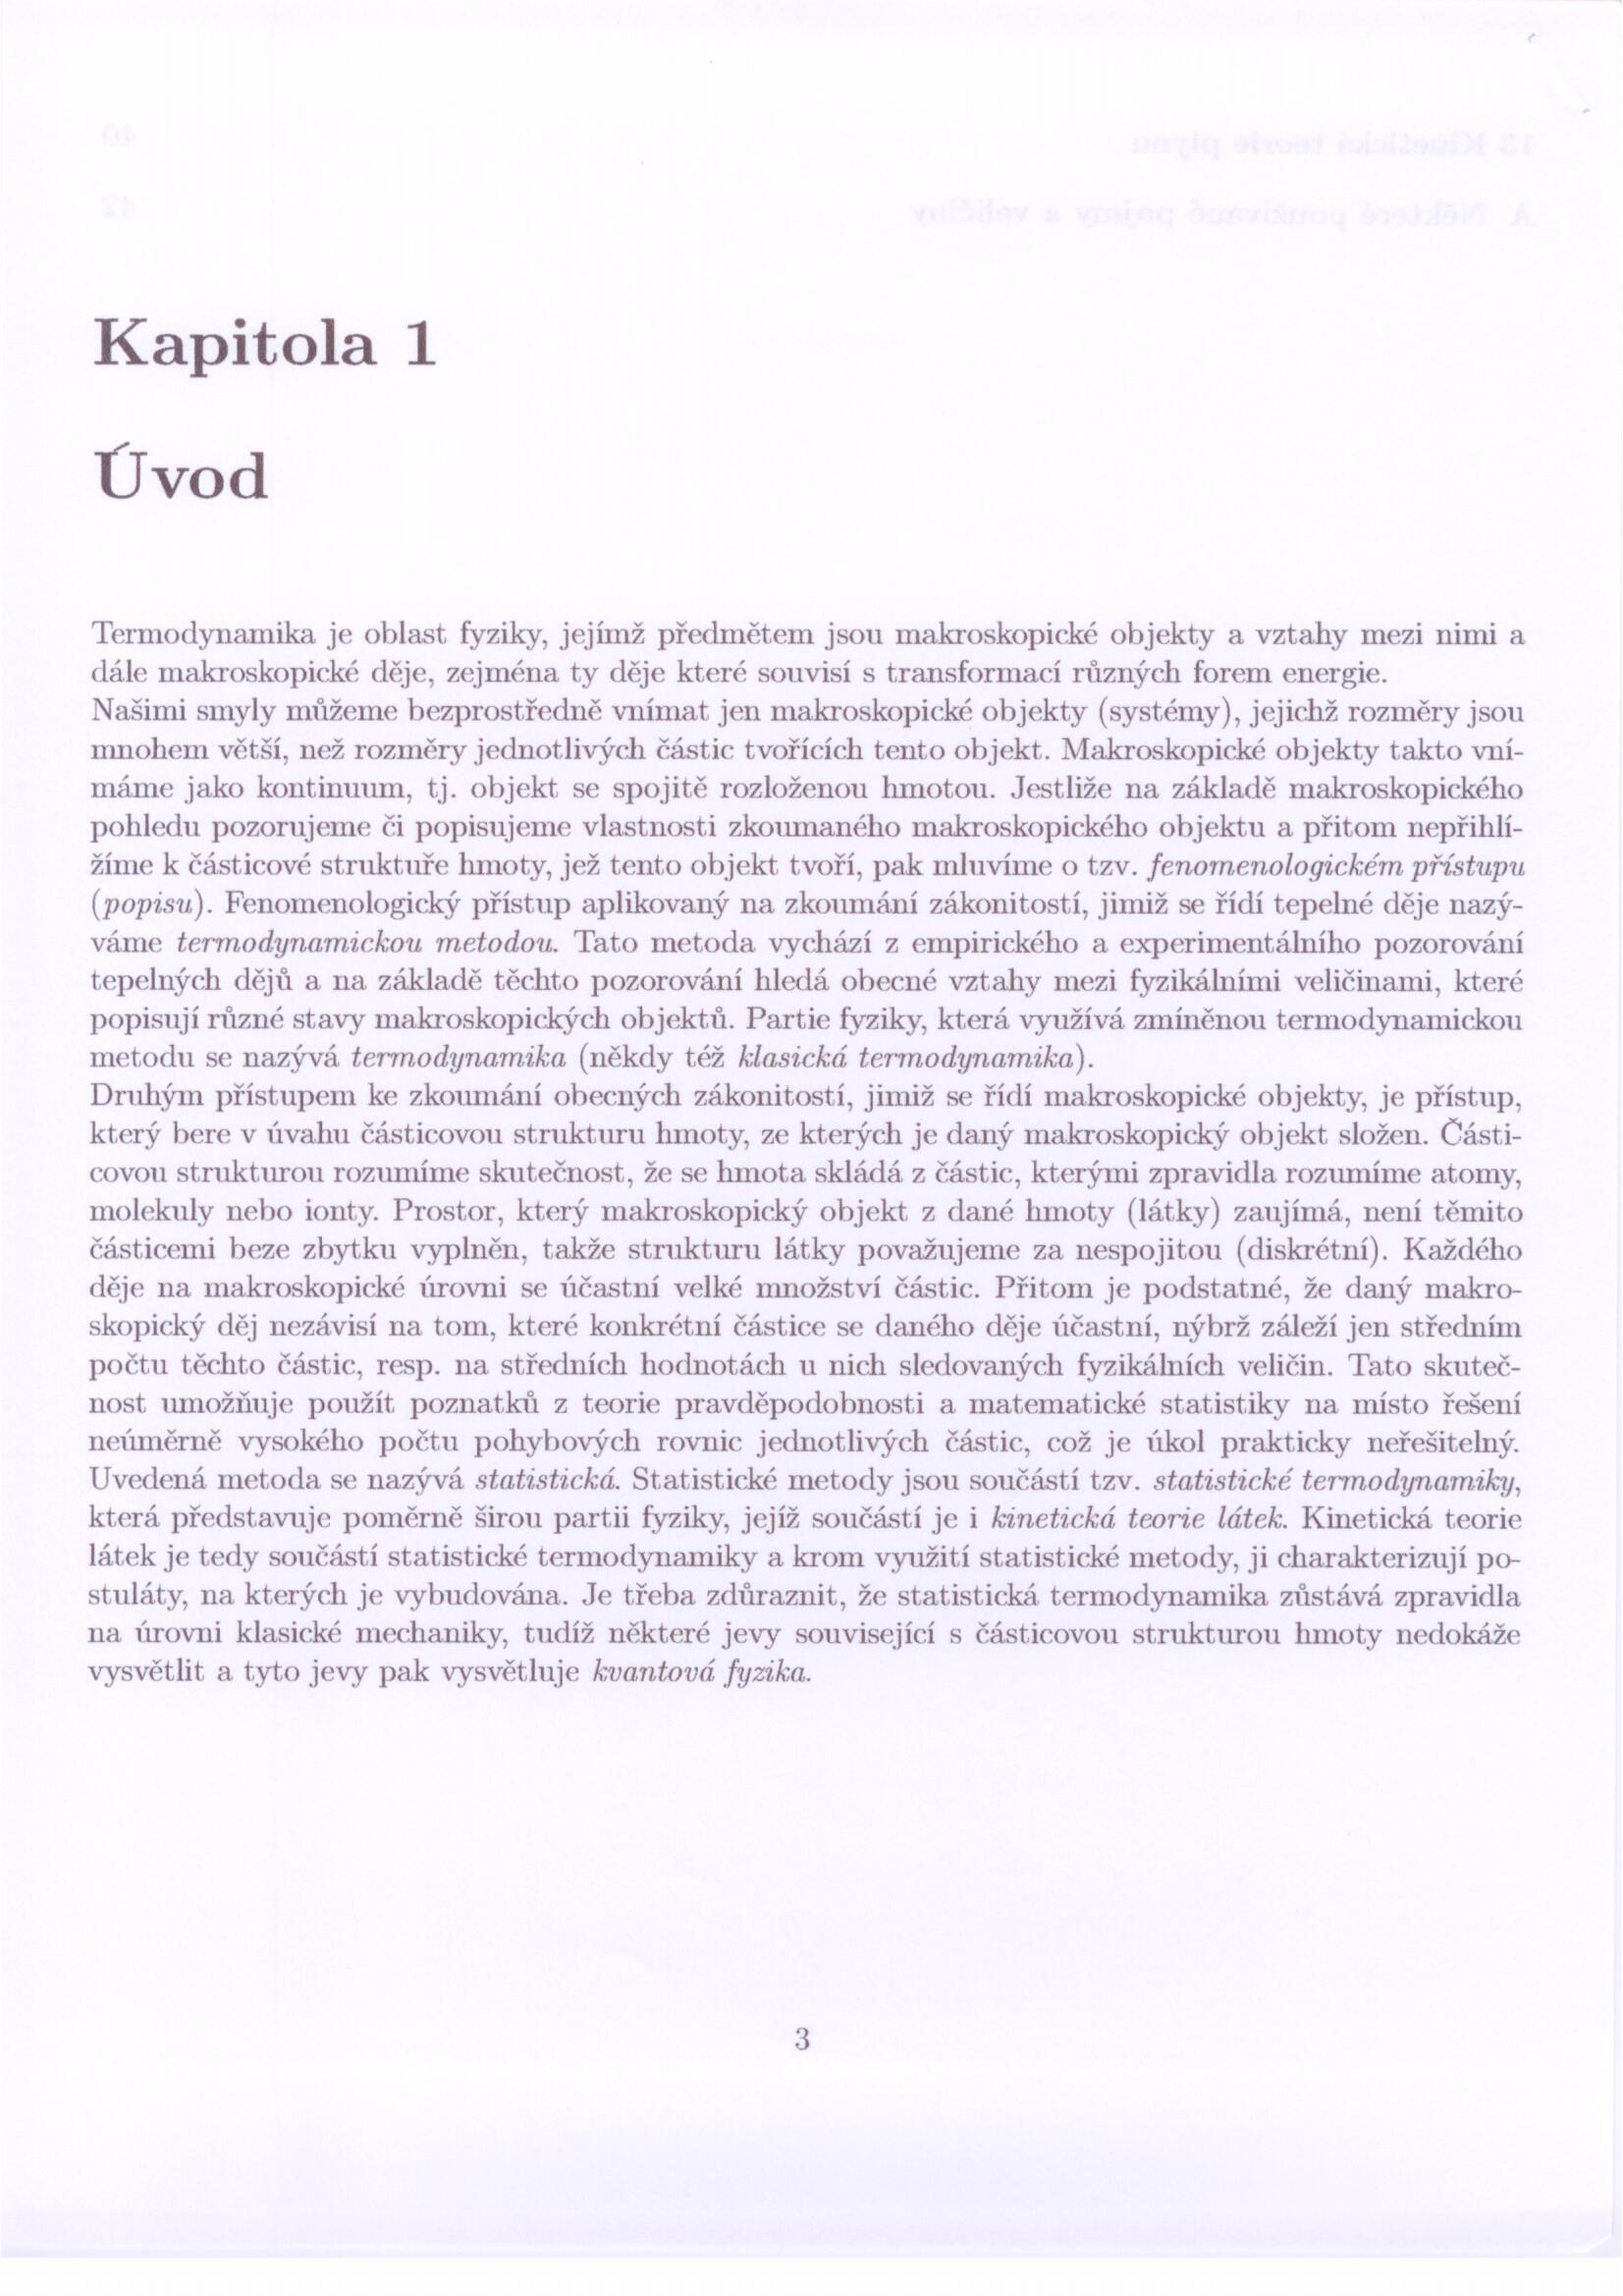 Kapitola 1
Úvod
Termodynamika je oblast fyziky, jejímž předmětem jsou makroskopické objekty a vztahy mezi nimi a
dále makroskopické děje, zejména ty děje které souvisí s transformací různých forem energie.
Našimi smyly můžeme bezprostředně vnímat jen makroskopické objekty (systémy), jejichž rozměry jsou
mnohem větší, než rozměry jednotlivých částic tvořících tento objekt. Makroskopické objekty takto vní-
máme jako kontinuum, tj. objekt se spojitě rozloženou hmotou. Jestliže na základě makroskopického
pohledu pozorujeme či popisujeme vlastnosti zkoumaného makroskopického objektu a přitom nepřihlí-
žíme k částicové struktuře hmoty, jež tento objekt tvoří, pak mluvíme o tzv. fenomenologickém přístupu
(popisu). Fenomenologický přístup aplikovaný na zkoumání zákonitostí, jimiž se řídí tepelné děje nazý-
váme termodynamickou metodou. Tato metoda vychází z empirického a experimentálního pozorování
tepelných dějů a na základě těchto pozorování hledá obecné vztahy mezi fyzikálními veličinami, které
popisují různé stavy makroskopických objektů. Partie fyziky, která využívá zmíněnou termodynamickou
metodu se nazývá termodynamika (někdy též klasická termodynamika).
Druhým přístupem ke zkoumání obecných zákonitostí, jimiž se řídí makroskopické objekty, je přístup,
který bere v úvahu částicovou strukturu hmoty, ze kterých je daný makroskopický objekt složen. Části-
covou strukturou rozumíme skutečnost, že se hmota skládá z částic, kterými zpravidla rozumíme atomy,
molekuly nebo ionty. Prostor, který makroskopický objekt z dané hmoty (látky) zaujímá, není těmito
částicemi beze zbytku vyplněn, takže strukturu látky považujeme za nespojitou (diskrétní). Každého
děje na makroskopické úrovni se účastní velké množství částic. Přitom je podstatné, že daný makro-
skopický děj nezávisí na tom, které konkrétní částice se daného děje účastní, nýbrž záleží jen středním
počtu těchto částic, resp. na středních hodnotách u nich sledovaných fyzikálních veličin. Tato skuteč-
nost umožňuje použít poznatků z teorie pravděpodobnosti a matematické statistiky na místo řešení
neúměrně vysokého počtu pohybových rovnic jednotlivých částic, což je úkol prakticky neřešitelný.
Uvedená metoda se nazývá statistická. Statistické metody jsou součástí tzv. statistické termodynamiky,
která představuje poměrně širou partii fyziky, jejíž součástí je i kinetická teorie látek. Kinetická teorie
látek je tedy součástí statistické termodynamiky a krom využití statistické metody, ji charakterizují po-
stuláty, na kterých je vybudována. Je třeba zdůraznit, že statistická termodynamika zůstává zpravidla
na úrovni klasické mechaniky, tudíž některé jevy související s částicovou strukturou hmoty nedokáže
vysvětlit a tyto jevy pak vysvětluje kvantová fyzika.
3